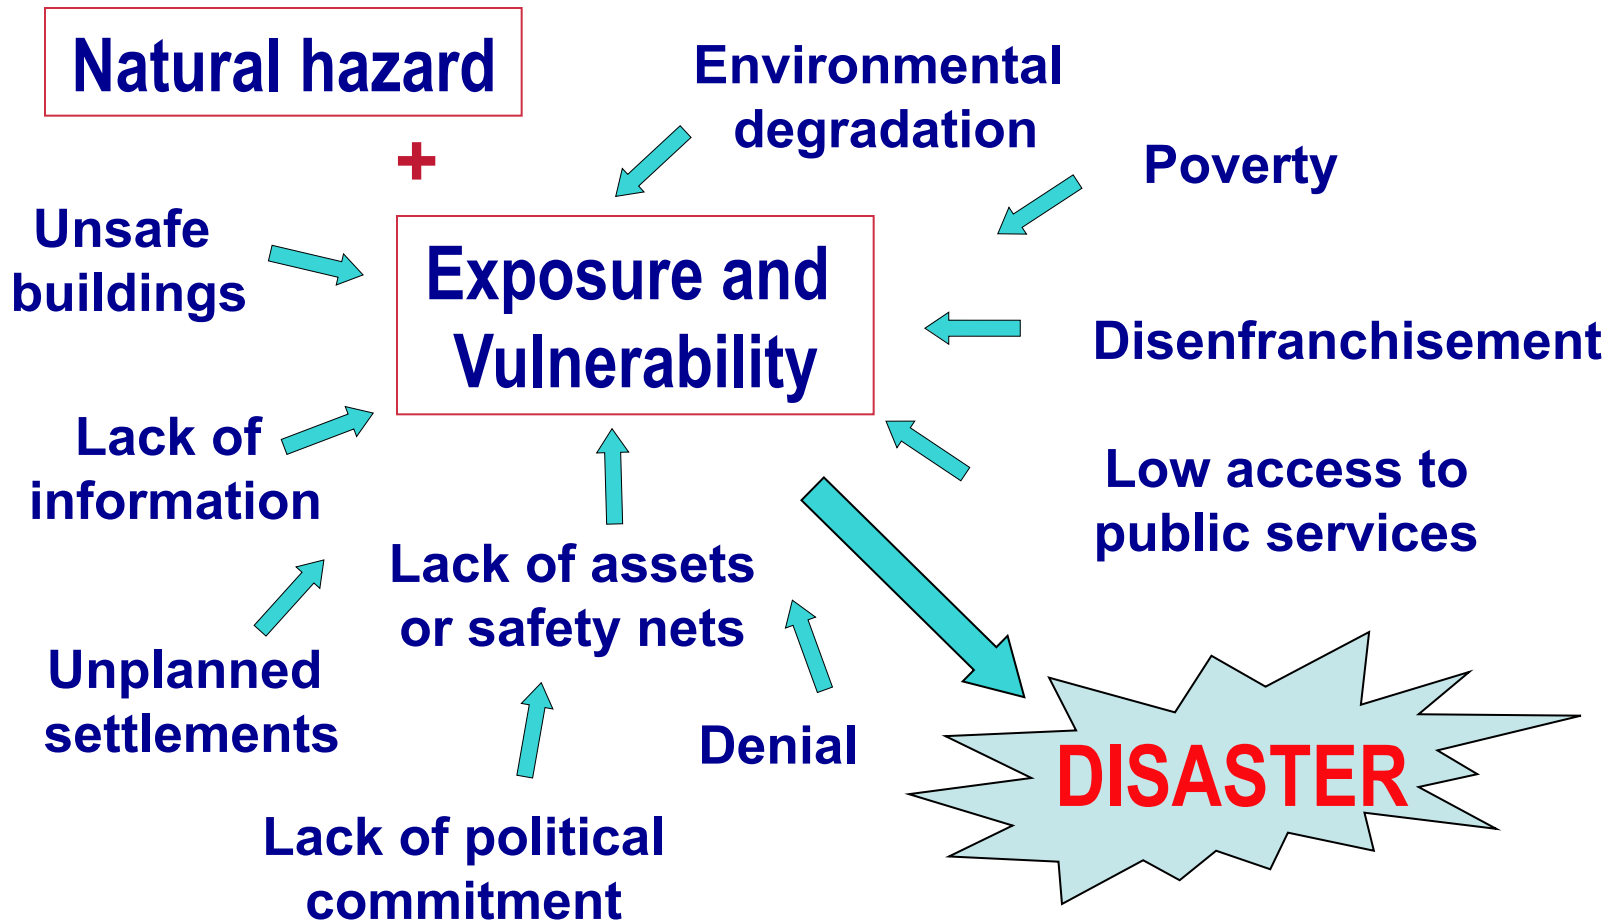 Natural hazard
+
Environmental
degradation
Poverty
Unsafe
buildings
Exposure and
Vulnerability
Disenfranchisement
Lack of
information
Low access to
public services
Lack of assets
or safety nets
Unplanned
settlements
Denial
DISASTER
Lack of political
commitment